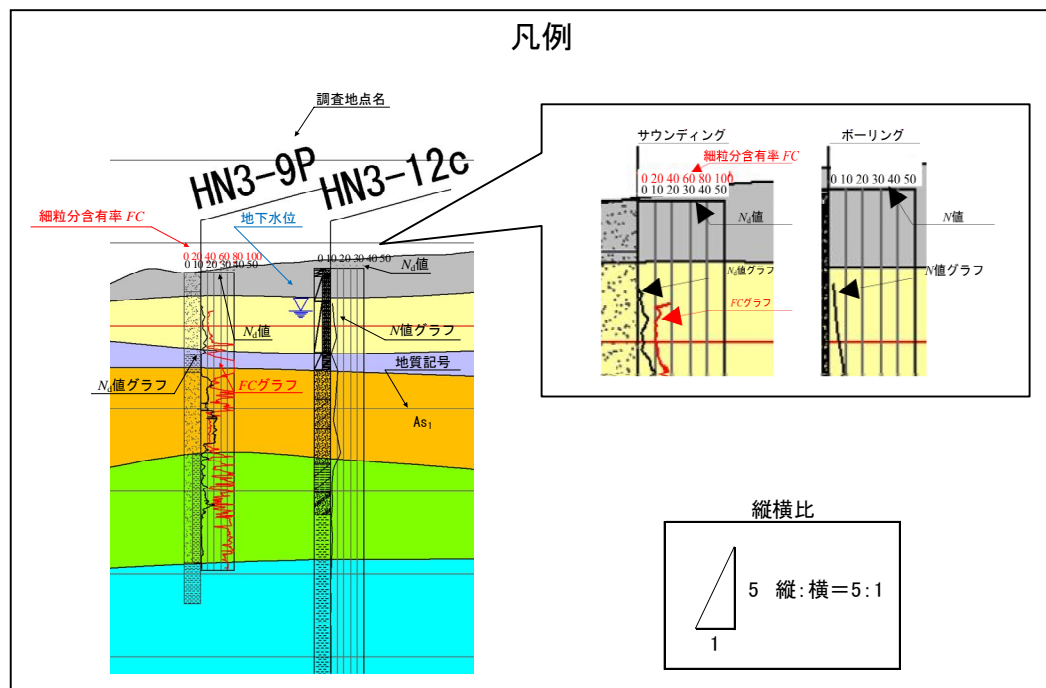 凡例
調査地点名
HN3-9P
HN3-12c
細粒分含有率 FC
地下水位
0 20 40 60 80 100
0 10 20 30 40 50
0 10 20 30 40 50
Nd値
Nd値
N値グラフ
地質記号
Nd値グラフ
FCグラフ
As1
サウンディング
細粒分含有率 FC
0 20 40 60 80 100
0 10 20 30 40 50
Nd値
Nd値グラフ
FCグラフ
ボーリング
0 10 20 30 40 50
N値
N値グラフ
縦横比
5 縦:横=5:1
1